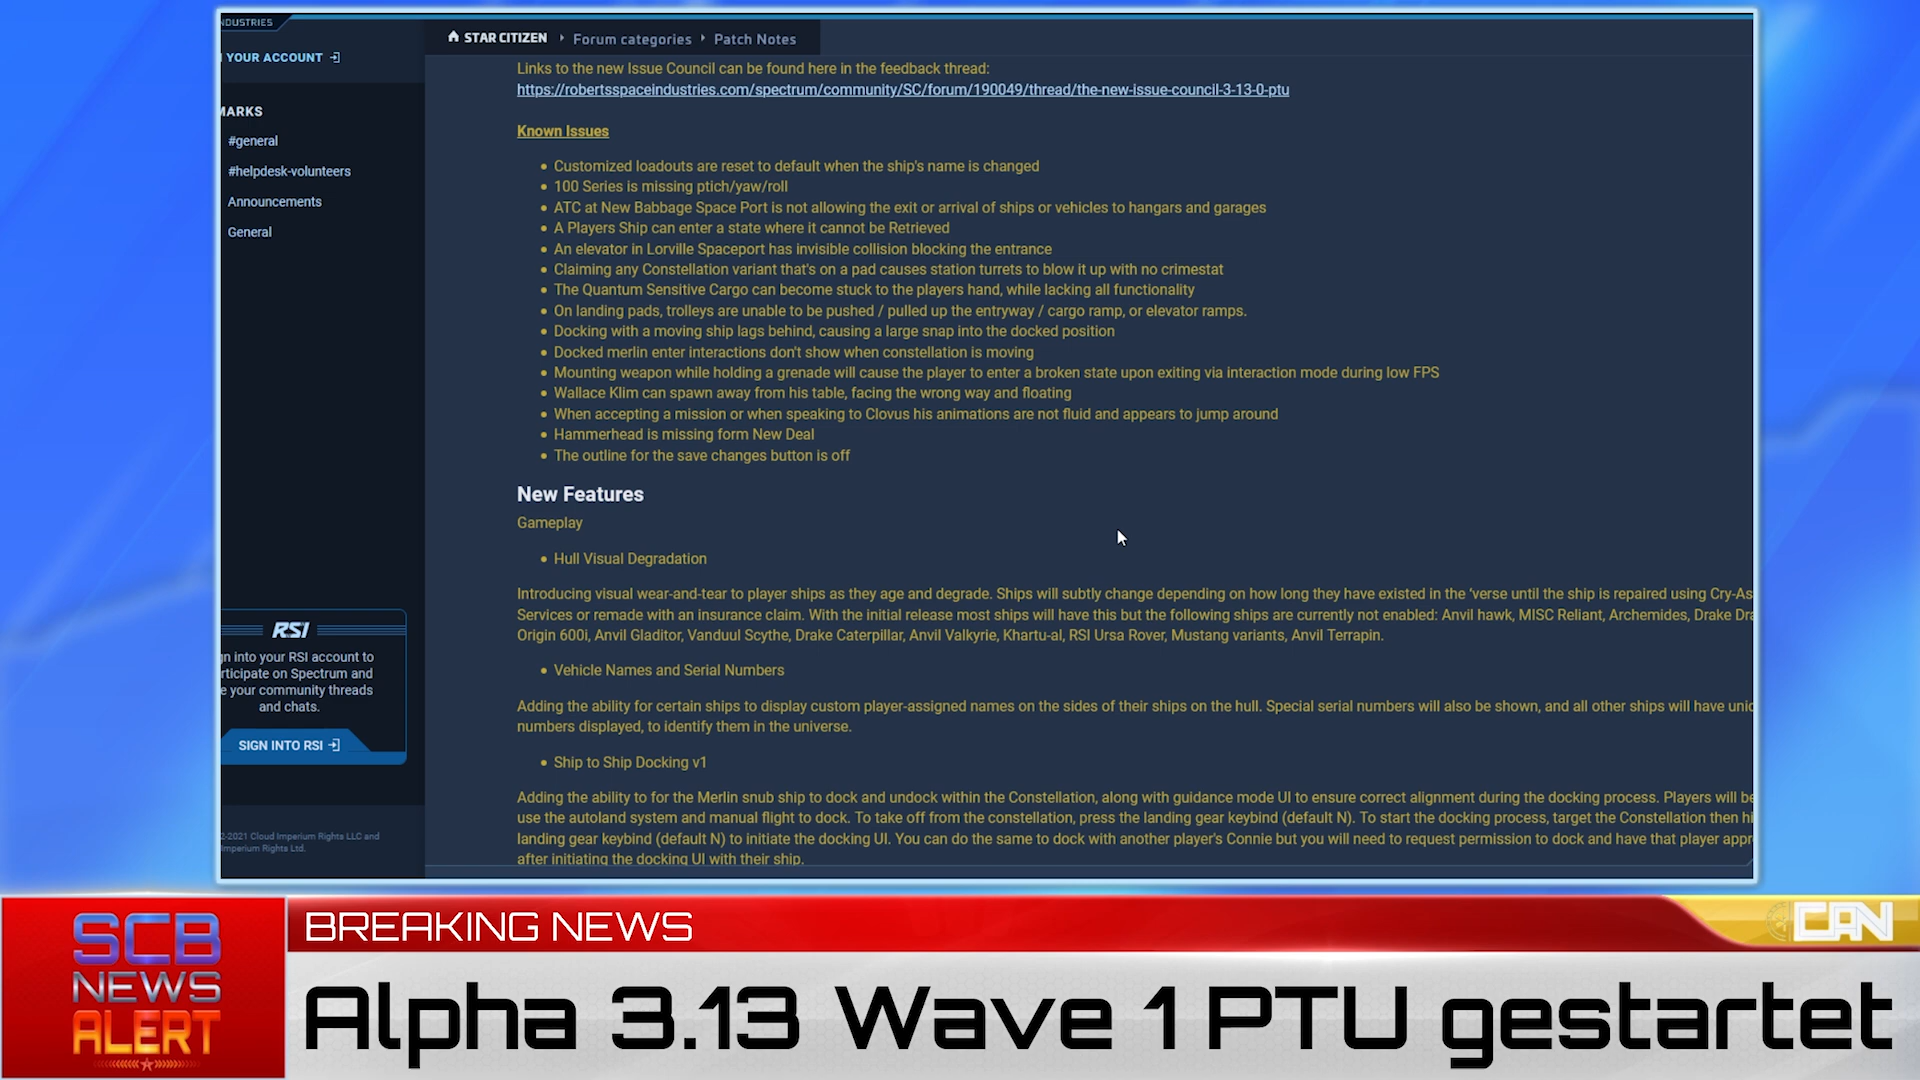 NDUSTRIES
YOUR ACCOUNT
MARKS
#general
#helpdesk-volunteers
Announcements
General
RSI
n into your RSI account to
rticipate on Spectrum and
e your community threads
and chats.
SIGN INTO RSI
2-2021 Cloud Imperium Rights LLC and
mperium Rights Ltd.
STAR CITIZEN Forum categories Patch Notes
Links to the new Issue Council can be found here in the feedback thread:
https://robertsspaceindustries.com/spectrum/community/SC/forum/190049/thread/the-new-issue-council-3-13-0-ptu
Known Issues
• Customized loadouts are reset to default when the ship's name is changed
• 100 Series is missing ptich/yaw/roll
• ATC at New Babbage Space Port is not allowing the exit or arrival of ships or vehicles to hangars and garages
• A Players Ship can enter a state where it cannot be Retrieved
• An elevator in Lorville Spaceport has invisible collision blocking the entrance
• Claiming any Constellation variant that's on a pad causes station turrets to blow it up with no crimestat
• The Quantum Sensitive Cargo can become stuck to the players hand, while lacking all functionality
• On landing pads, trolleys are unable to be pushed / pulled up the entryway / cargo ramp, or elevator ramps.
• Docking with a moving ship lags behind, causing a large snap into the docked position
• Docked merlin enter interactions don't show when constellation is moving
• Mounting weapon while holding a grenade will cause the player to enter a broken state upon exiting via interaction mode during low FPS
• Wallace Klim can spawn away from his table, facing the wrong way and floating
• When accepting a mission or when speaking to Clovus his animations are not fluid and appears to jump around
• Hammerhead is missing form New Deal
• The outline for the save changes button is off
New Features
Gameplay
• Hull Visual Degradation
Introducing visual wear-and-tear to player ships as they age and degrade. Ships will subtly change depending on how long they have existed in the 'verse until the ship is repaired using Cry-As
Services or remade with an insurance claim. With the initial release most ships will have this but the following ships are currently not enabled: Anvil hawk, MISC Reliant, Archemides, Drake Dra
Origin 600i, Anvil Gladitor, Vanduul Scythe, Drake Caterpillar, Anvil Valkyrie, Khartu-al, RSI Ursa Rover, Mustang variants, Anvil Terrapin.
• Vehicle Names and Serial Numbers
Adding the ability for certain ships to display custom player-assigned names on the sides of their ships on the hull. Special serial numbers will also be shown, and all other ships will have uniq
numbers displayed, to identify them in the universe.
• Ship to Ship Docking v1
Adding the ability to for the Merlin snub ship to dock and undock within the Constellation, along with guidance mode UI to ensure correct alignment during the docking process. Players will be
use the autoland system and manual flight to dock. To take off from the constellation, press the landing gear keybind (default N). To start the docking process, target the Constellation then hi
landing gear keybind (default N) to initiate the docking UI. You can do the same to dock with another player's Connie but you will need to request permission to dock and have that player appr
after initiating the docking UI with their ship.
SCB
NEWS
ALERT
BREAKING NEWS
CAN
Alpha 3.13 Wave 1 PTU gestartet